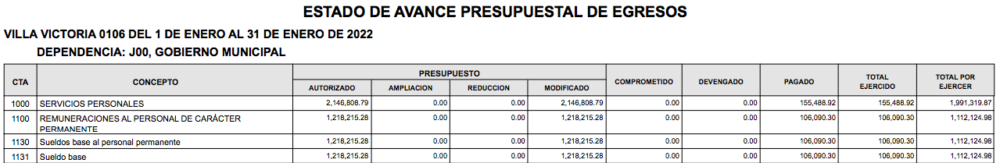 ESTADO DE AVANCE PRESUPUESTAL DE EGRESOS
VILLA VICTORIA 0106 DEL 1 DE ENERO AL 31 DE ENERO DE 2022
DEPENDENCIA: J00, GOBIERNO MUNICIPAL
CTA CONCEPTO PRESUPUESTO COMPROMETIDO DEVENGADO PAGADO TOTAL EJERCIDO TOTAL POR EJERCER
AUTORIZADO AMPLIACION REDUCCION MODIFICADO
1000 SERVICIOS PERSONALES 2,146,808.79 0.00 0.00 2,146,808.79 0.00 0.00 155,488.92 155,488.92 1,991,319.87
1100 REMUNERACIONES AL PERSONAL DE CARÁCTER 1,218,215.28 0.00 0.00 1,218,215.28 0.00 0.00 106,090.30 106,090.30 1,112,124.98
PERMANENTE
1130 Sueldos base al personal permanente 1,218,215.28 0.00 0.00 1,218,215.28 0.00 0.00 106,090.30 106,090.30 1,112,124.98
1131 Sueldo base 1,218,215.28 0.00 0.00 1,218,215.28 0.00 0.00 106,090.30 106,090.30 1,112,124.98